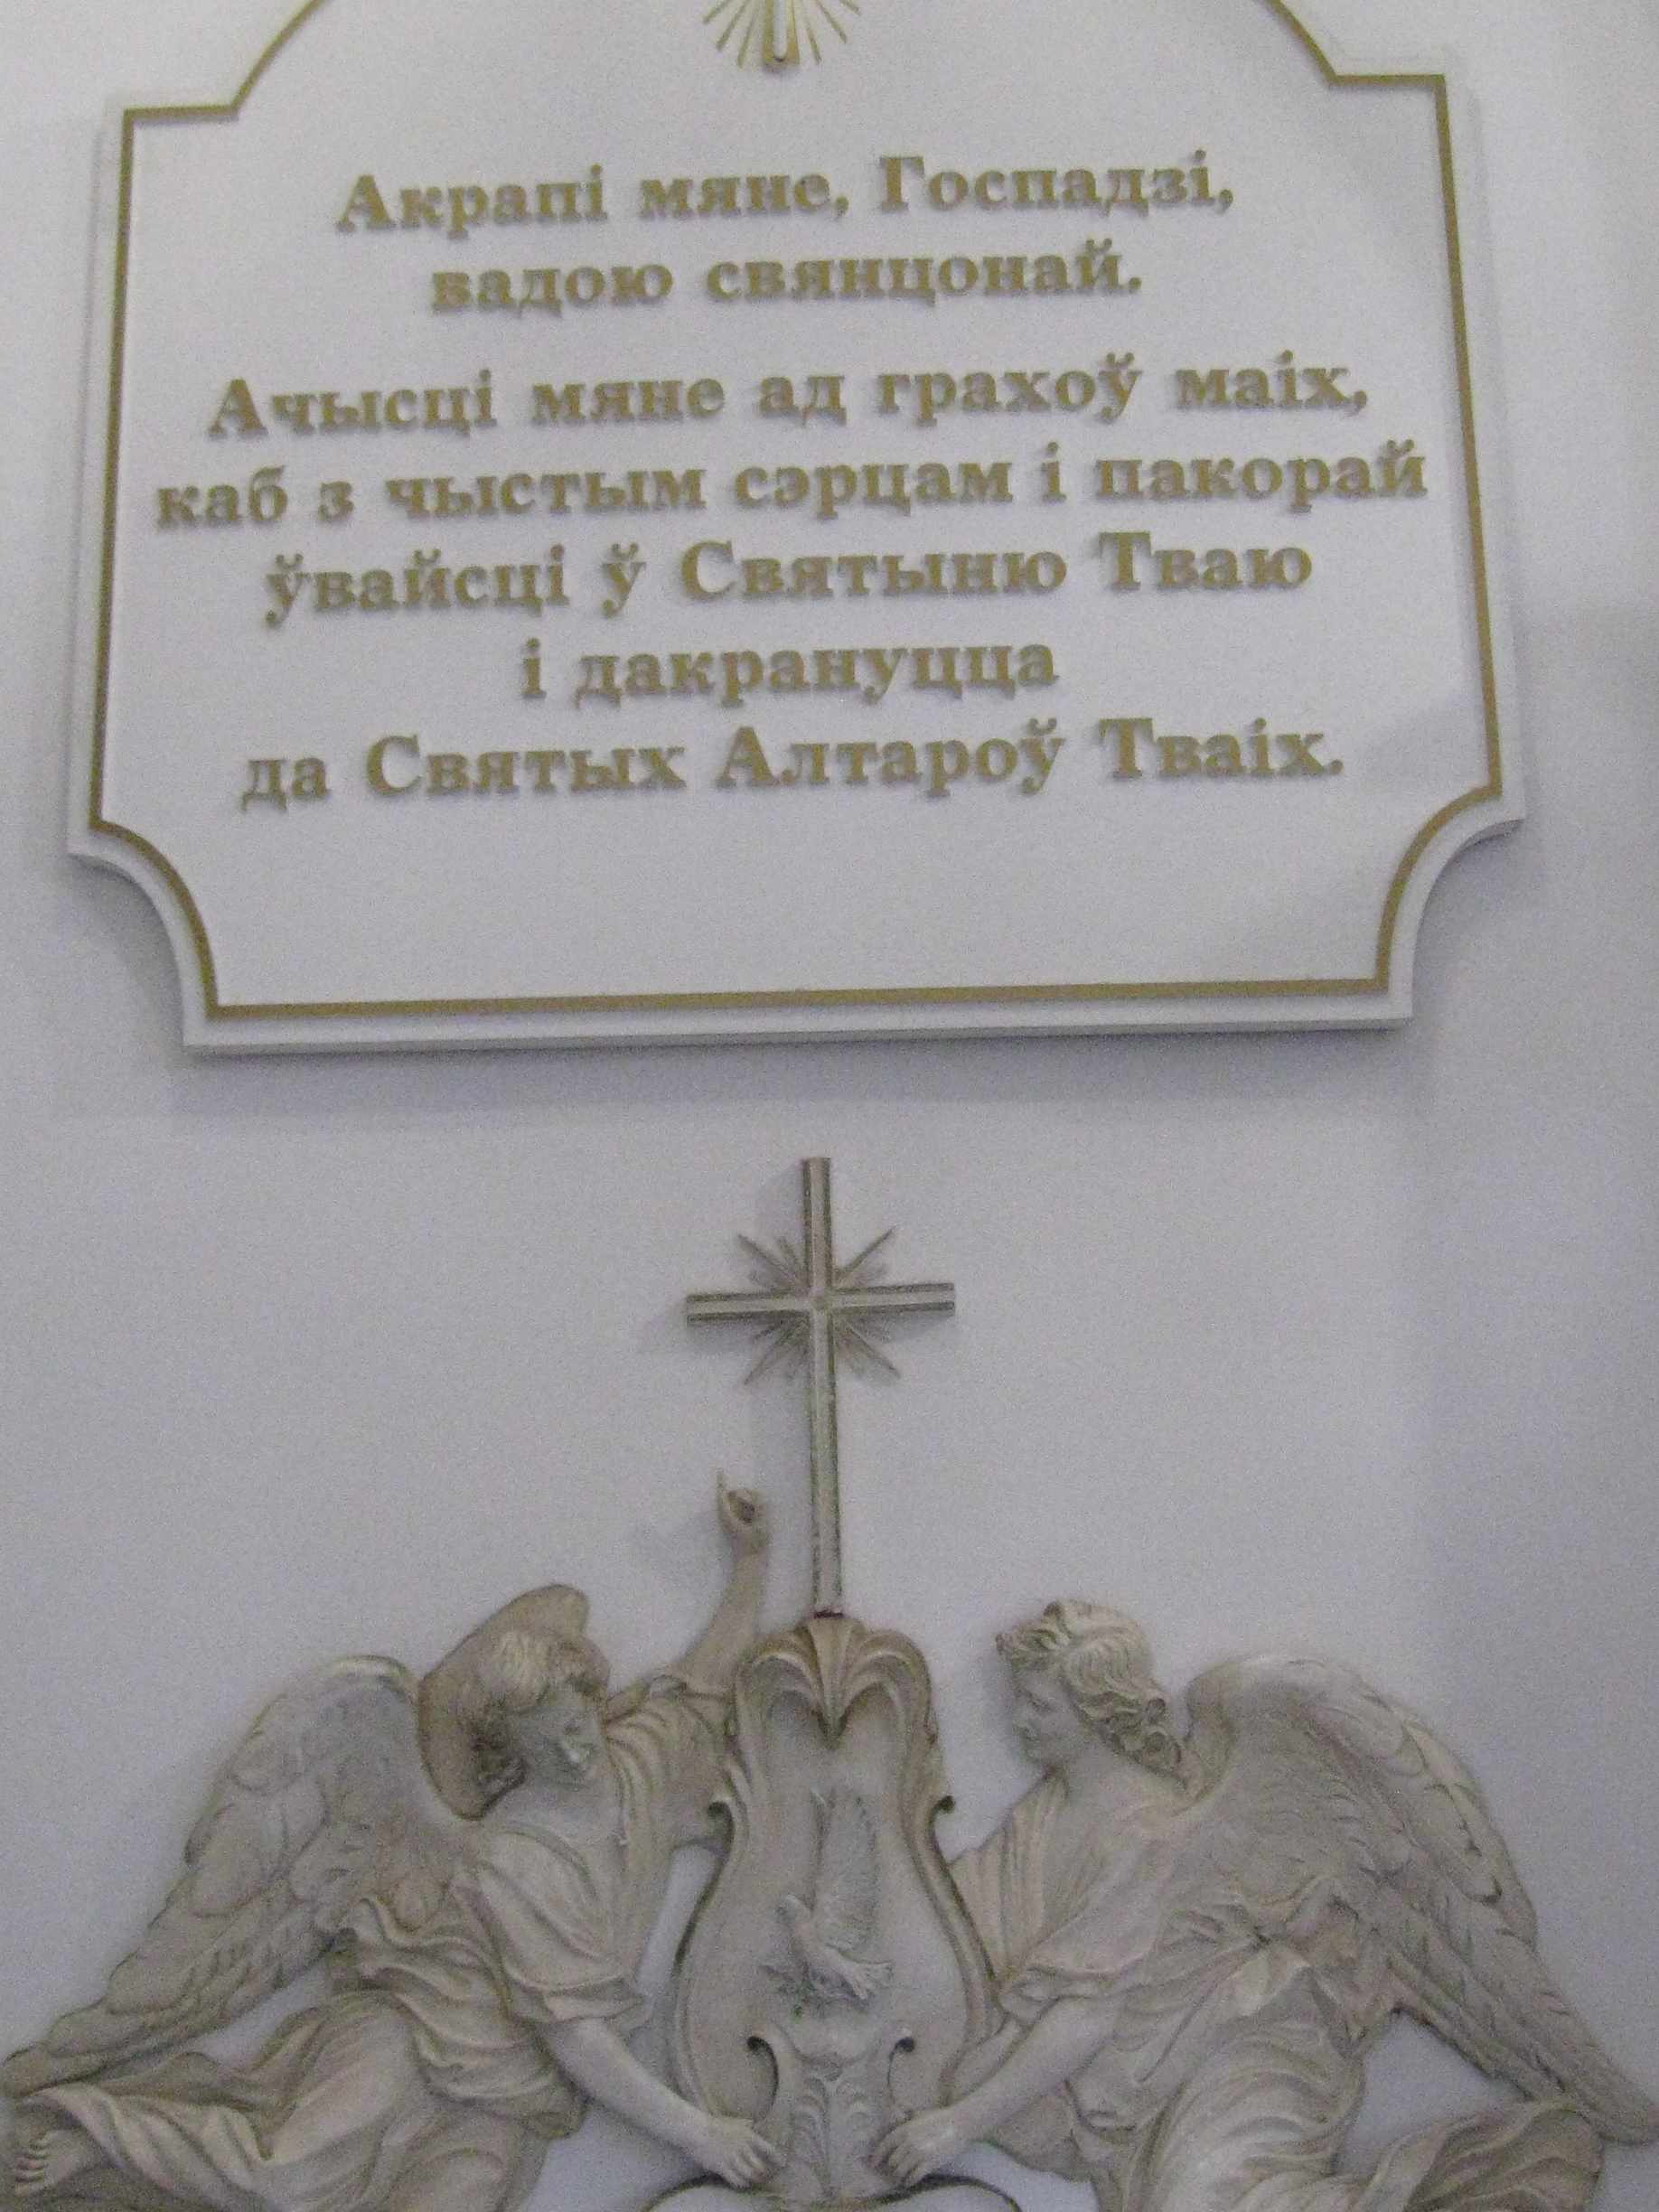 Акрапі мяне, Госпадзі,
вадою свянцонай.
Ачысці мяне ад грахоў маіх,
каб з чыстым сэрцам і пакорай
ўвайсці ў Святыню Тваю
і дакрануцца
да Святых Алтароў Тваіх.